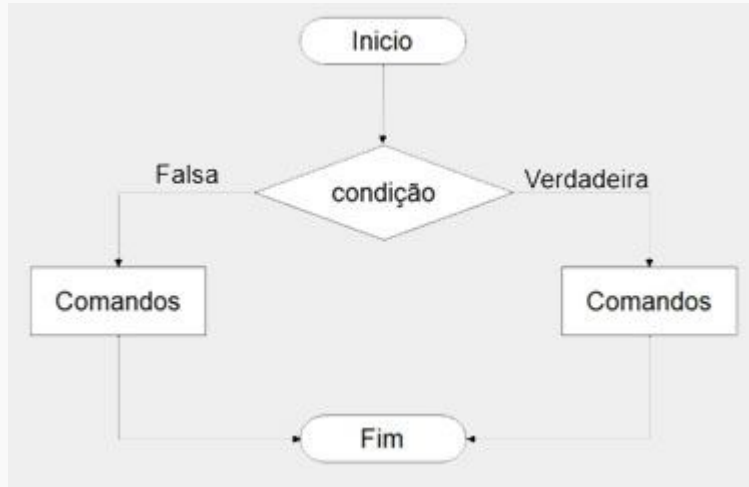 Inicio
condição
Falsa
Verdadeira
Comandos
Comandos
Fim